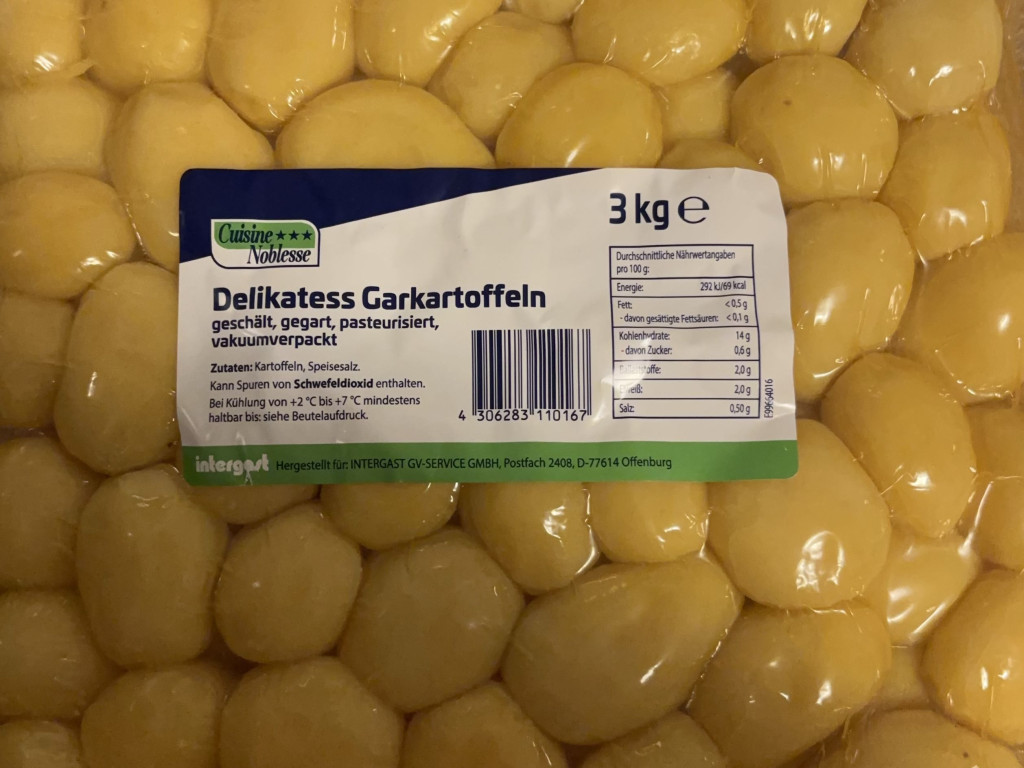 Cuisine ★★★
Noblesse
3 kg ℮
Delikatess Garkartoffeln
geschält, gegart, pasteurisiert,
vakuumverpackt
Zutaten: Kartoffeln, Speisesalz.
Kann Spuren von Schwefeldioxid enthalten.
Bei Kühlung von +2 °C bis +7 °C mindestens
haltbar bis: siehe Beutelaufdruck.
4 306283 110167
Durchschnittliche Nährwertangaben
pro 100 g:
Energie: 292 kJ/69 kcal
Fett: < 0,5 g
- davon gesättigte Fettsäuren: < 0,1 g
Kohlenhydrate: 14 g
- davon Zucker: 0,6 g
2,0 g
2,0 g
Salz: 0,50 g
intergast Hergestellt für: INTERGAST GV-SERVICE GMBH, Postfach 2408, D-77614 Offenburg